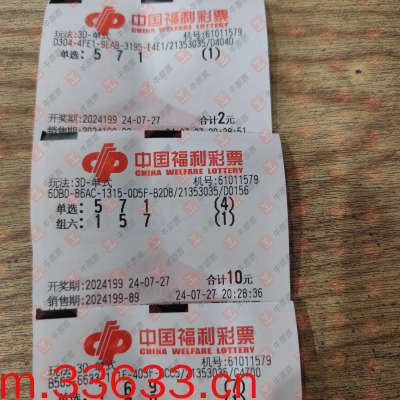 中国福利彩票
CHINA WELFARE LOTTERY
玩法:3D-单式 机号:61011579
单选: 5 7 1 (1)
开奖期:2024199 24-07-27 合计2元
中国福利彩票
CHINA WELFARE LOTTERY
玩法:3D-单式 机号:61011579
6DB0-86AC-1315-0D5F-B2DB/21353035/D0156
单选: 5 7 1 (4)
组六: 1 5 7 (1)
开奖期:2024199 24-07-27 合计10元
销售期:2024199-89 24-07-27 20:28:36
中国福利彩票
CHINA WELFARE LOTTERY
机号:61011579
m.33633.cn